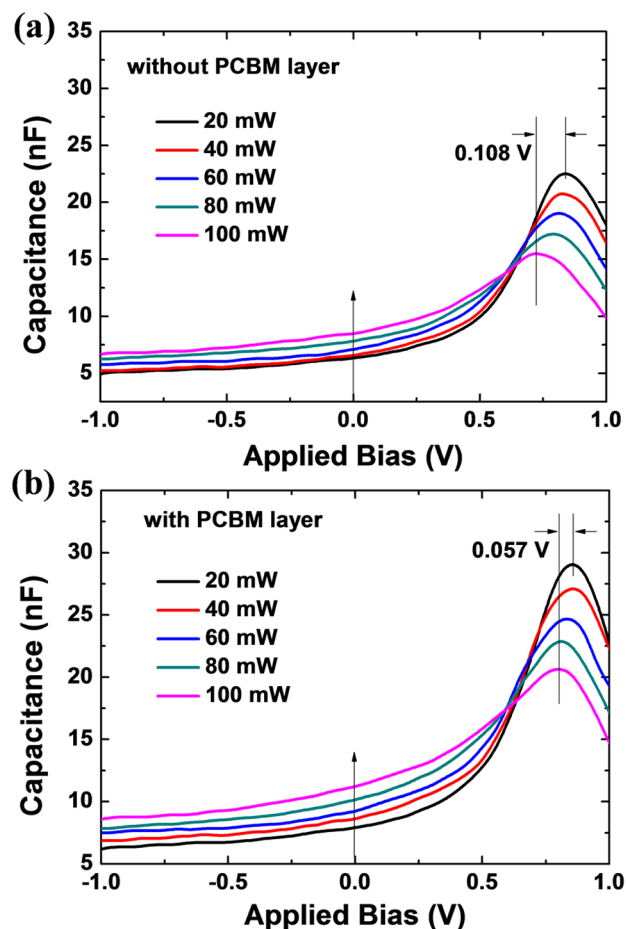 (a)
without PCBM layer
20 mW
40 mW
60 mW
80 mW
100 mW
0.108 V
35
30
25
20
15
10
5
Capacitance (nF)
-1.0 -0.5 0.0 0.5 1.0
Applied Bias (V)
(b)
with PCBM layer
20 mW
40 mW
60 mW
80 mW
100 mW
0.057 V
35
30
25
20
15
10
5
Capacitance (nF)
-1.0 -0.5 0.0 0.5 1.0
Applied Bias (V)